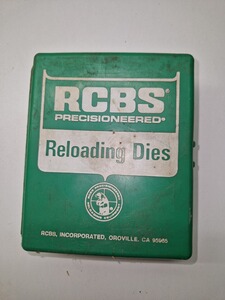 RCBS®
PRECISIONEERED®
Reloading Dies
RCBS, INCORPORATED, OROVILLE, CA 95965